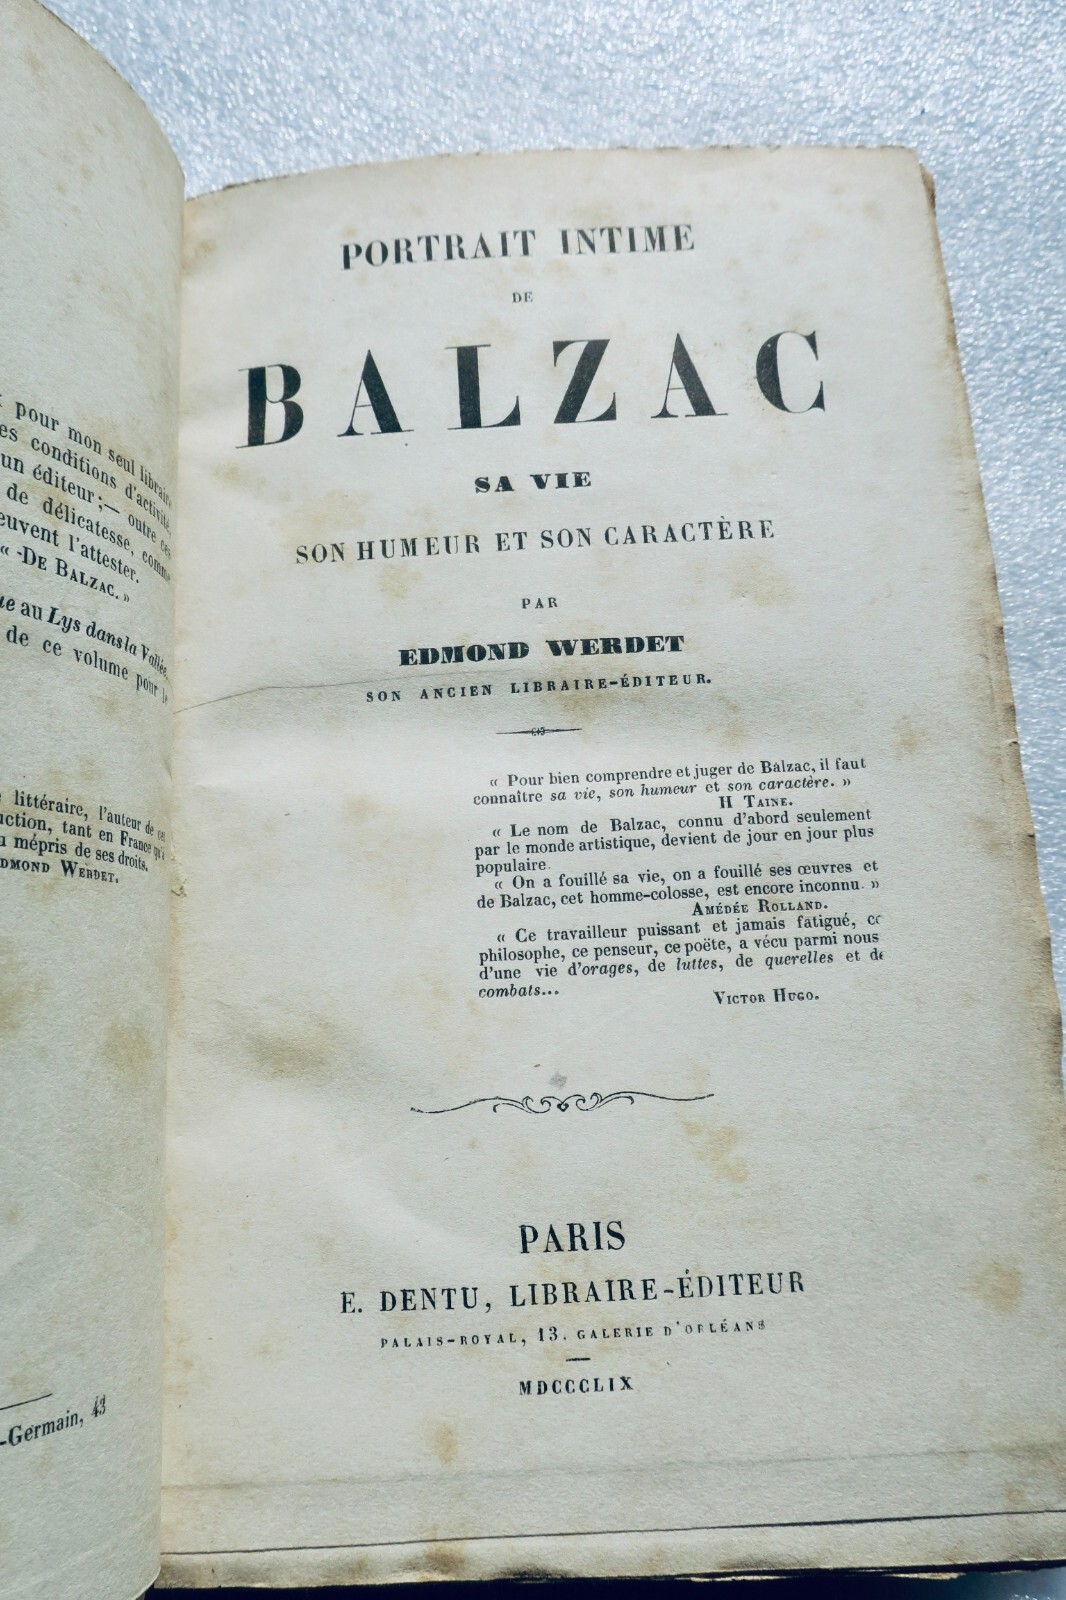 pour mon seul libraire
conditions d'activité,
un éditeur;— outre ces
de délicatesse, comme
peuvent l'attester.
« -DE BALZAC. »
au Lys dans la Vallée,
de ce volume pour le
littéraire, l'auteur de ces
tant en France qu'à
mépris de ses droits.
EDMOND WERDET.
-Germain, 43
PORTRAIT INTIME
DE
BALZAC
SA VIE
SON HUMEUR ET SON CARACTÈRE
PAR
EDMOND WERDET
SON ANCIEN LIBRAIRE-ÉDITEUR.
« Pour bien comprendre et juger de Balzac, il faut
connaître sa vie, son humeur et son caractère. »
H TAINE.
« Le nom de Balzac, connu d'abord seulement
par le monde artistique, devient de jour en jour plus
populaire.
« On a fouillé sa vie, on a fouillé ses œuvres et
de Balzac, cet homme-colosse, est encore inconnu. »
AMÉDÉE ROLLAND.
« Ce travailleur puissant et jamais fatigué, ce
philosophe, ce penseur, ce poëte, a vécu parmi nous
d'une vie d'orages, de luttes, de querelles et de
combats...
VICTOR HUGO.
PARIS
E. DENTU, LIBRAIRE-ÉDITEUR
PALAIS-ROYAL, 13. GALERIE D'ORLÉANS
MDCCCLIX